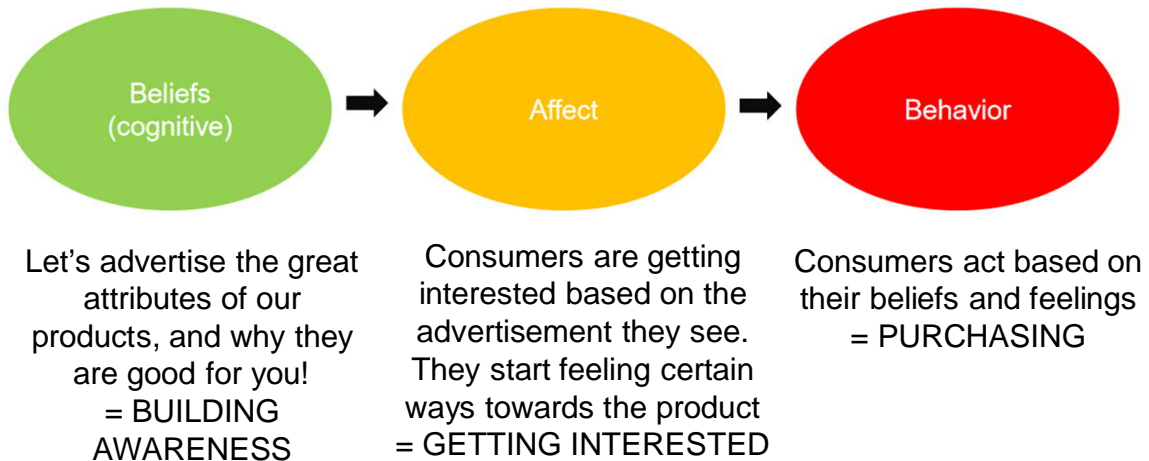 Beliefs
(cognitive)
Affect
Behavior
Let's advertise the great
attributes of our
products, and why they
are good for you!
= BUILDING
AWARENESS
Consumers are getting
interested based on the
advertisement they see.
They start feeling certain
ways towards the product
= GETTING INTERESTED
Consumers act based on
their beliefs and feelings
= PURCHASING